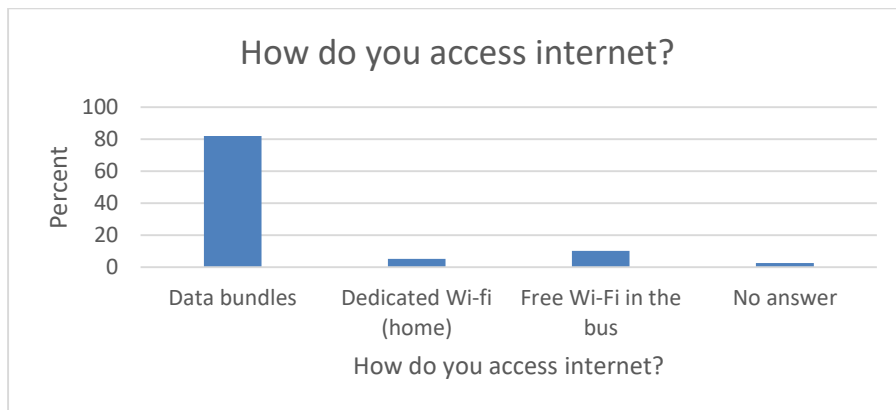 How do you access internet?
100
80
60
40
20
0
Percent
Data bundles
Dedicated Wi-fi
(home)
Free Wi-Fi in the
bus
No answer
How do you access internet?